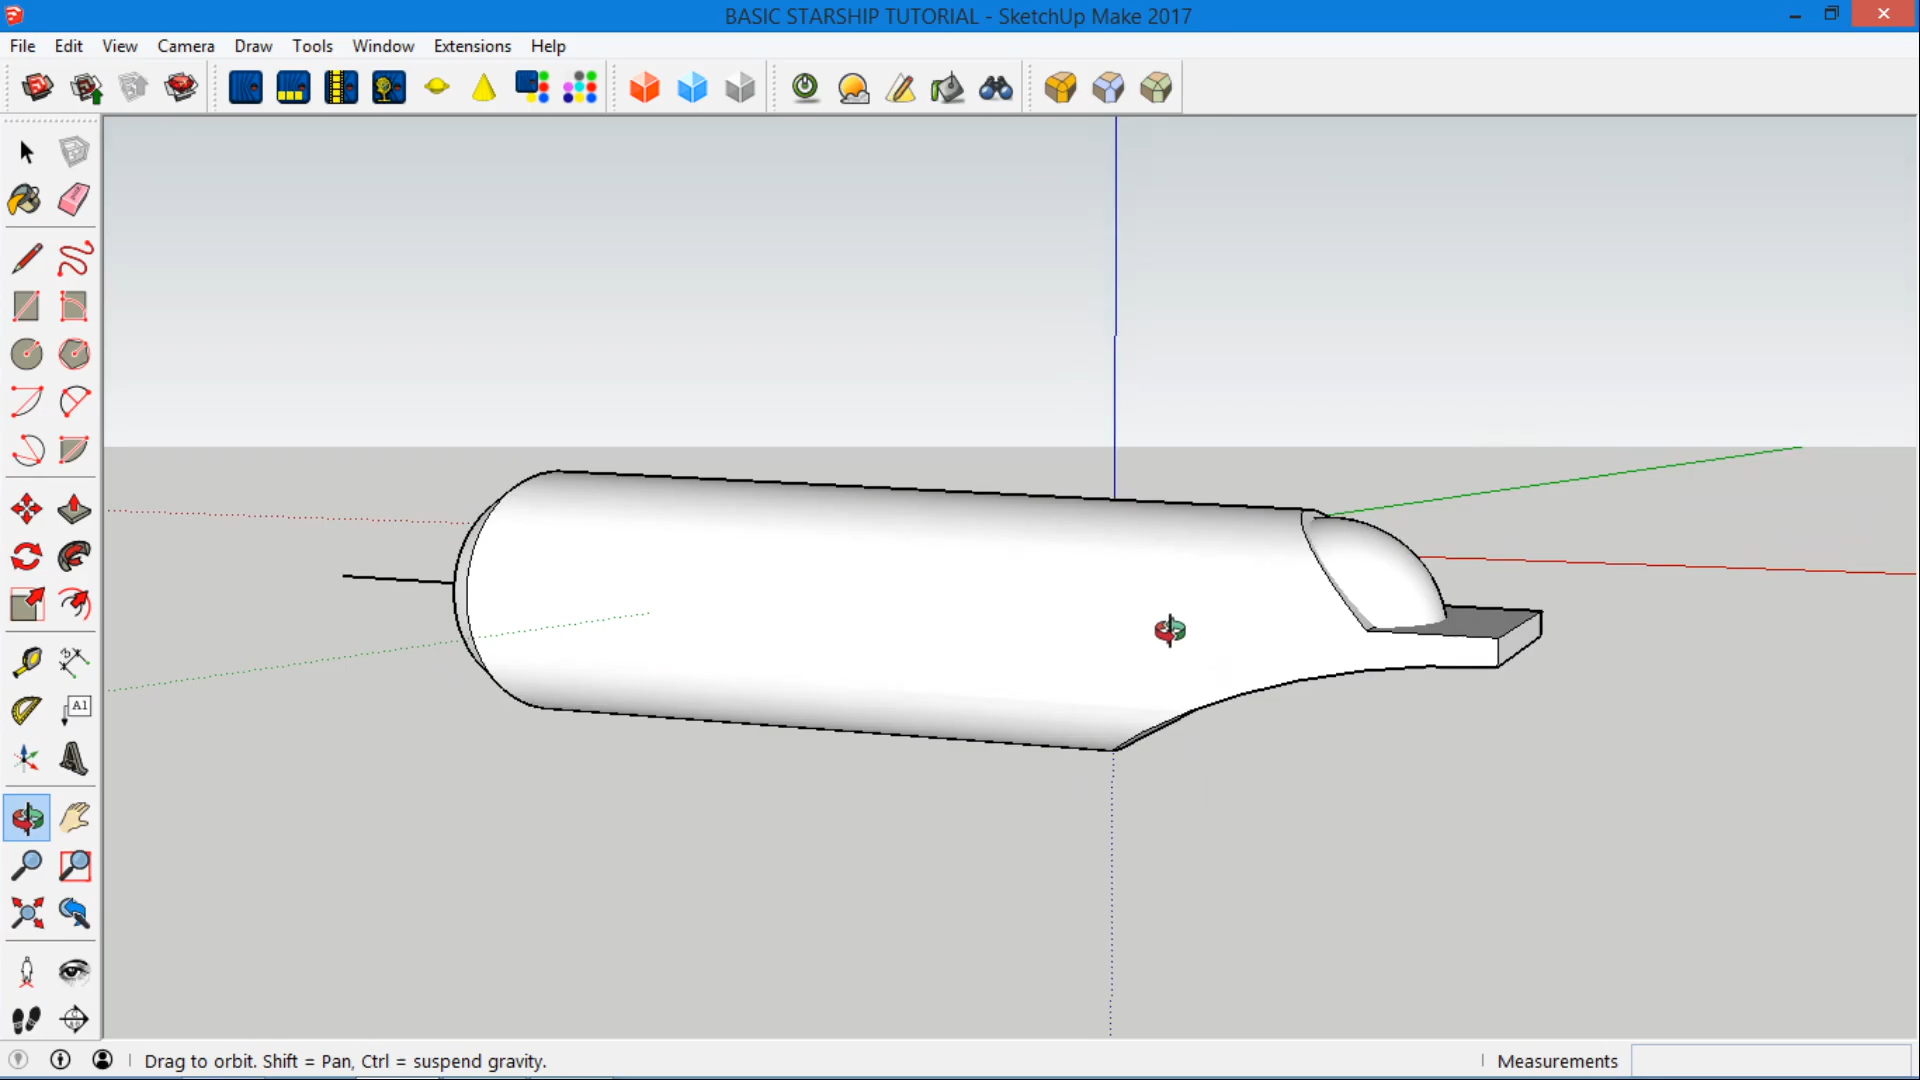 BASIC STARSHIP TUTORIAL - SketchUp Make 2017
File Edit View Camera Draw Tools Window Extensions Help
A1
Drag to orbit. Shift = Pan, Ctrl = suspend gravity.
Measurements